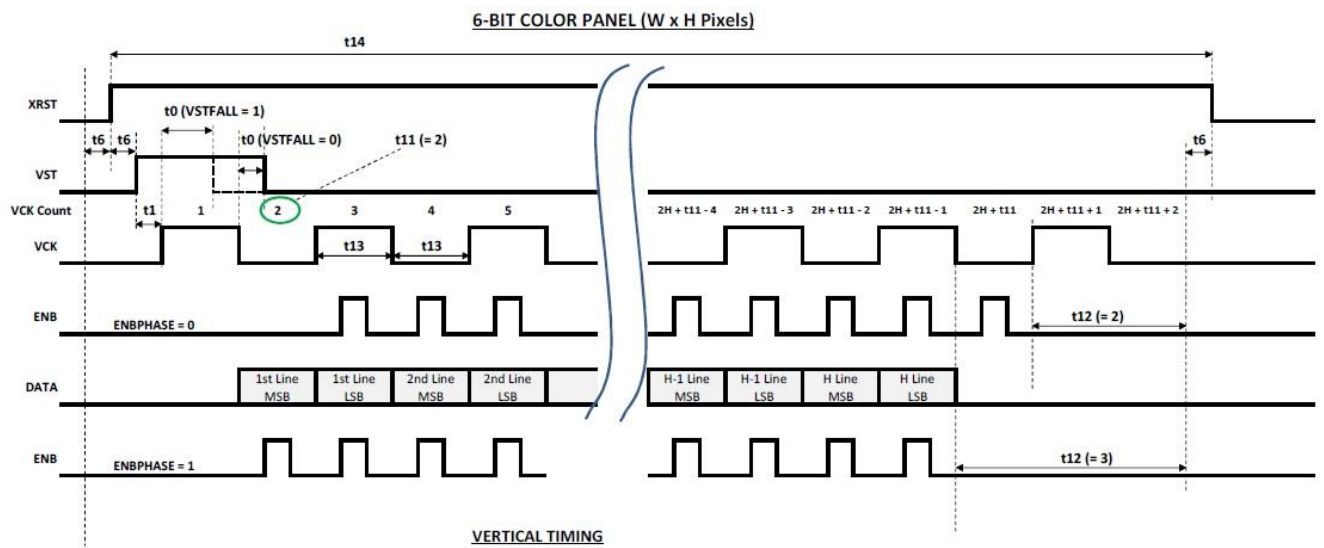 6-BIT COLOR PANEL (W x H Pixels)
t14
XRST
t0 (VSTFALL = 1)
t6 t6 t0 (VSTFALL = 0) t11 (= 2) t6
VST
VCK Count 1 2 3 4 5 2H + t11 - 4 2H + t11 - 3 2H + t11 - 2 2H + t11 - 1 2H + t11 2H + t11 + 1 2H + t11 + 2
t1
VCK t13 t13
ENB
ENBPHASE = 0 t12 (= 2)
DATA
1st Line 1st Line 2nd Line 2nd Line H-1 Line H-1 Line H Line H Line
MSB LSB MSB LSB MSB LSB MSB LSB
ENB
ENBPHASE = 1 t12 (= 3)
VERTICAL TIMING